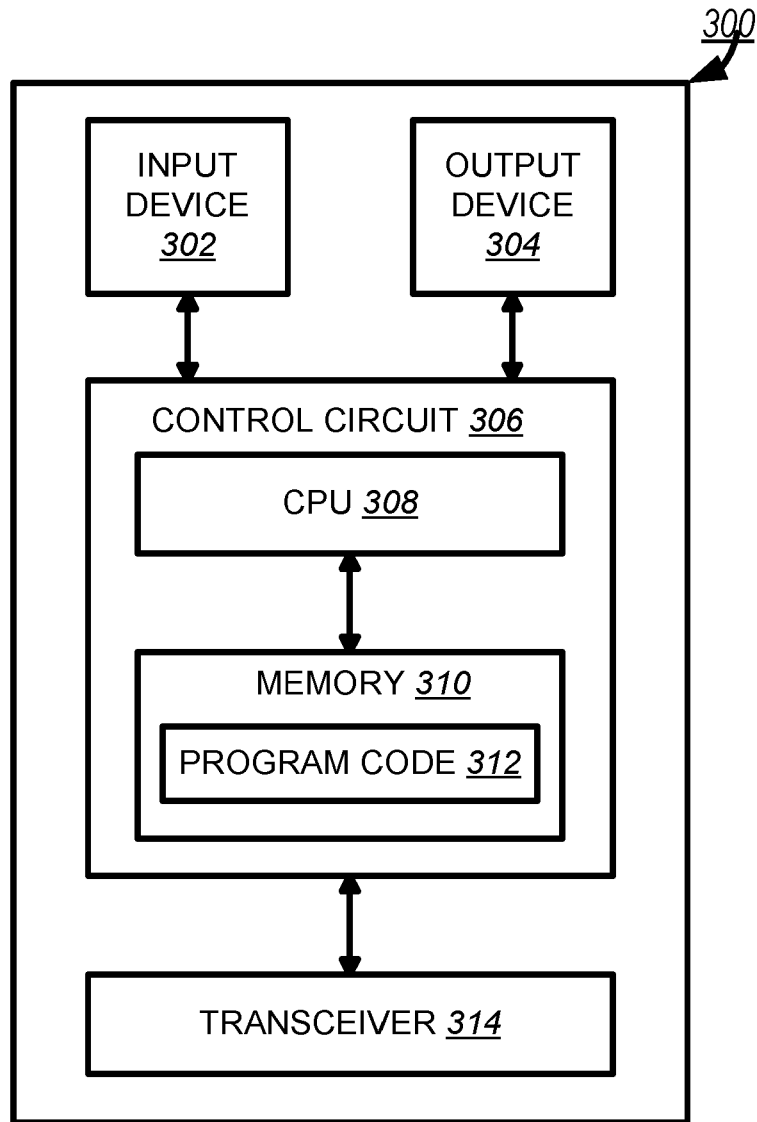 300
INPUT
DEVICE
302
OUTPUT
DEVICE
304
CONTROL CIRCUIT 306
CPU 308
MEMORY 310
PROGRAM CODE 312
TRANSCEIVER 314